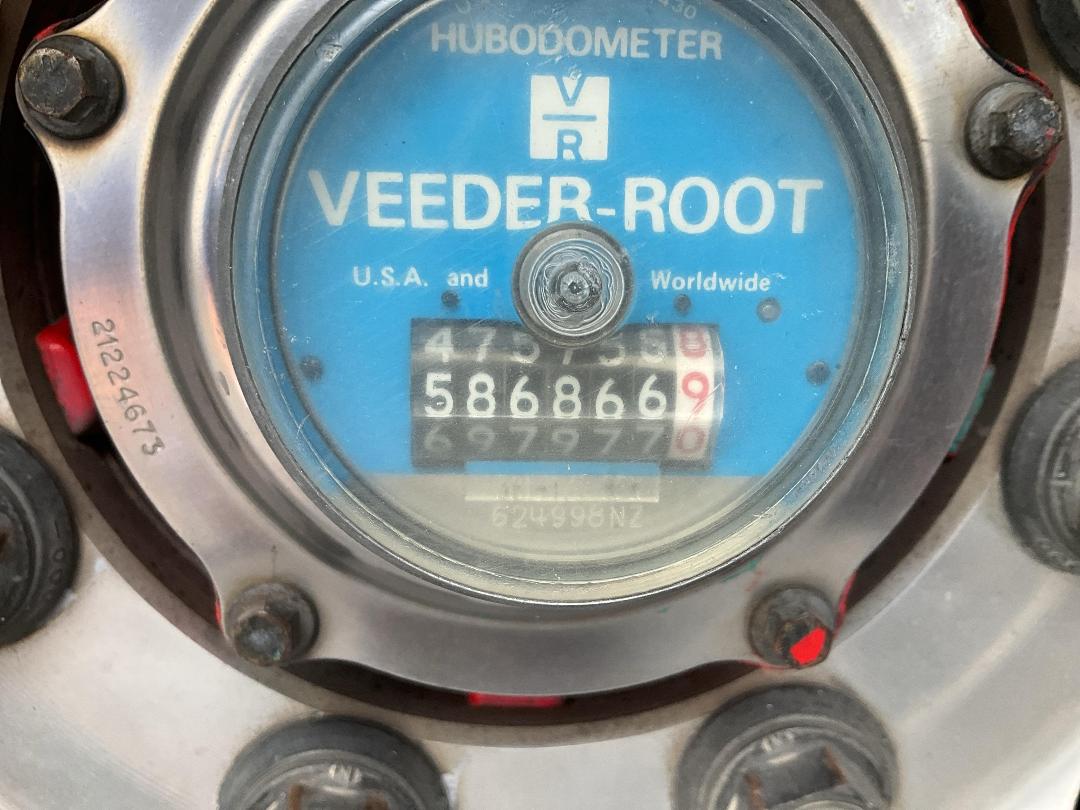 HUBODOMETER
V
R
VEEDER-ROOT
U.S.A. and Worldwide
5868669
624998NZ
21224673